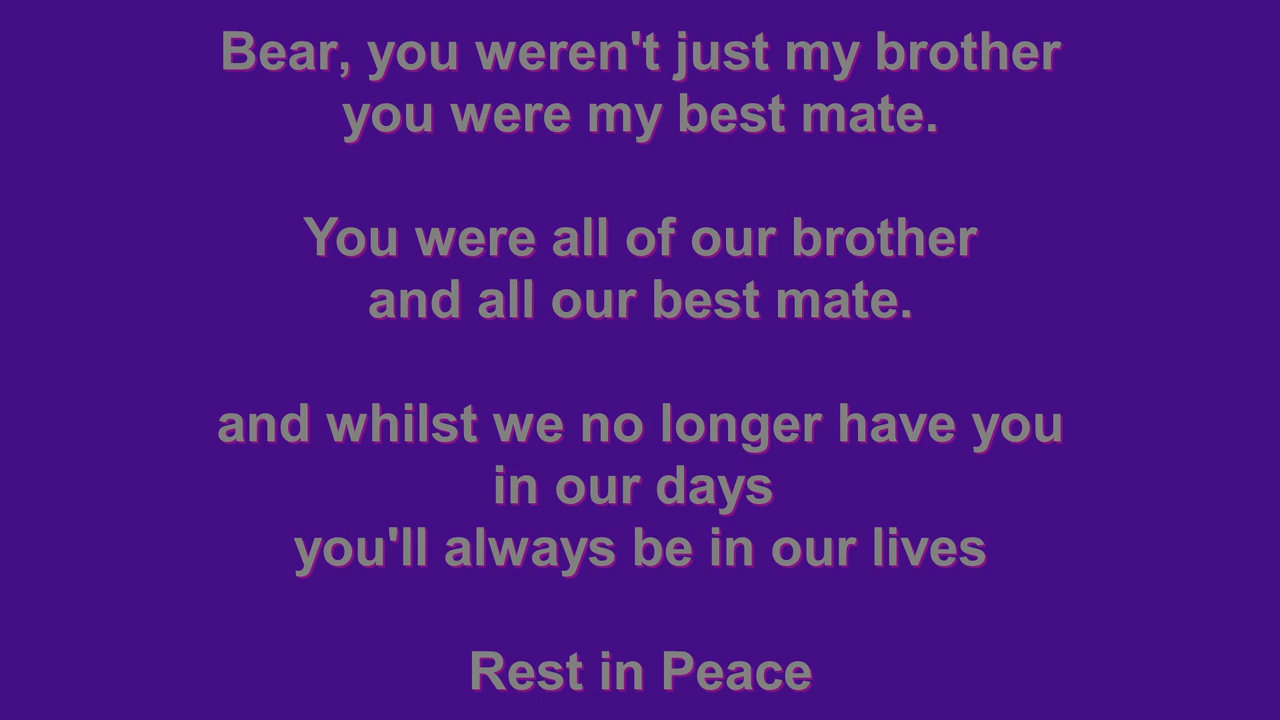 Bear, you weren't just my brother
you were my best mate.
You were all of our brother
and all our best mate.
and whilst we no longer have you
in our days
you'll always be in our lives
Rest in Peace